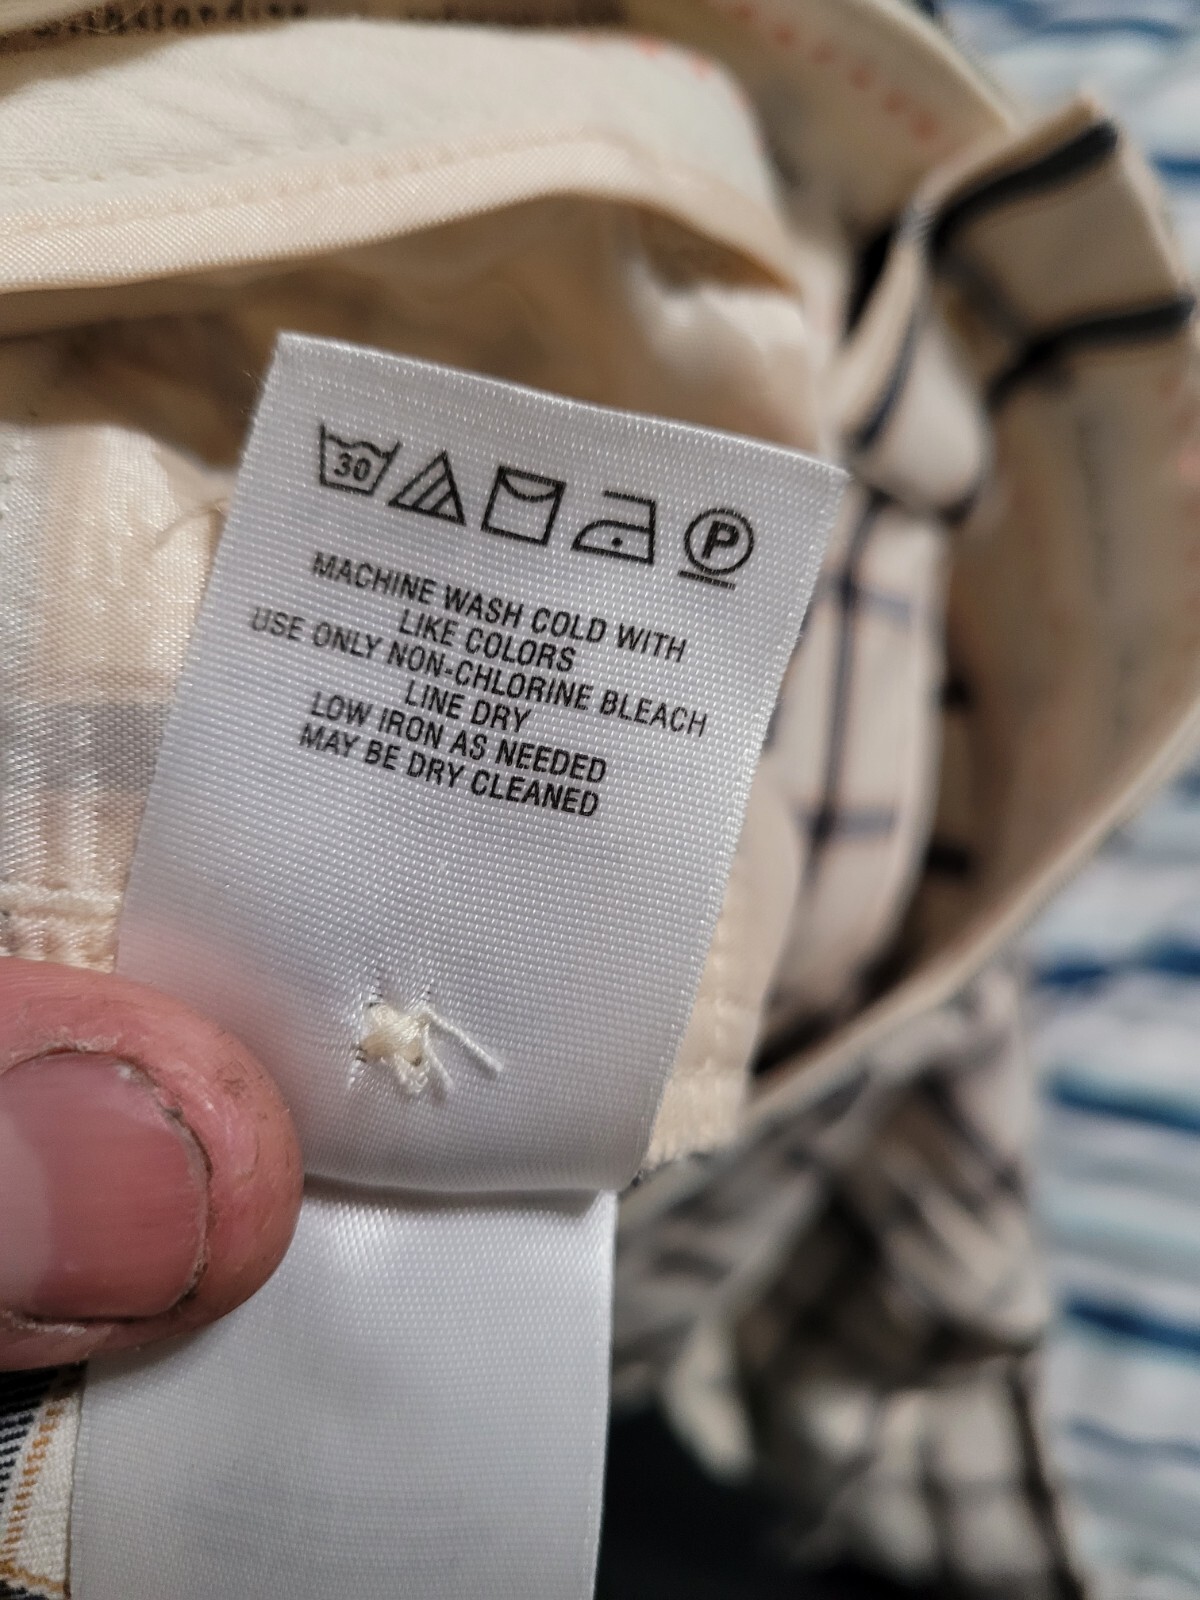 withstanding
30
P
MACHINE WASH COLD WITH
LIKE COLORS
USE ONLY NON-CHLORINE BLEACH
LINE DRY
LOW IRON AS NEEDED
MAY BE DRY CLEANED